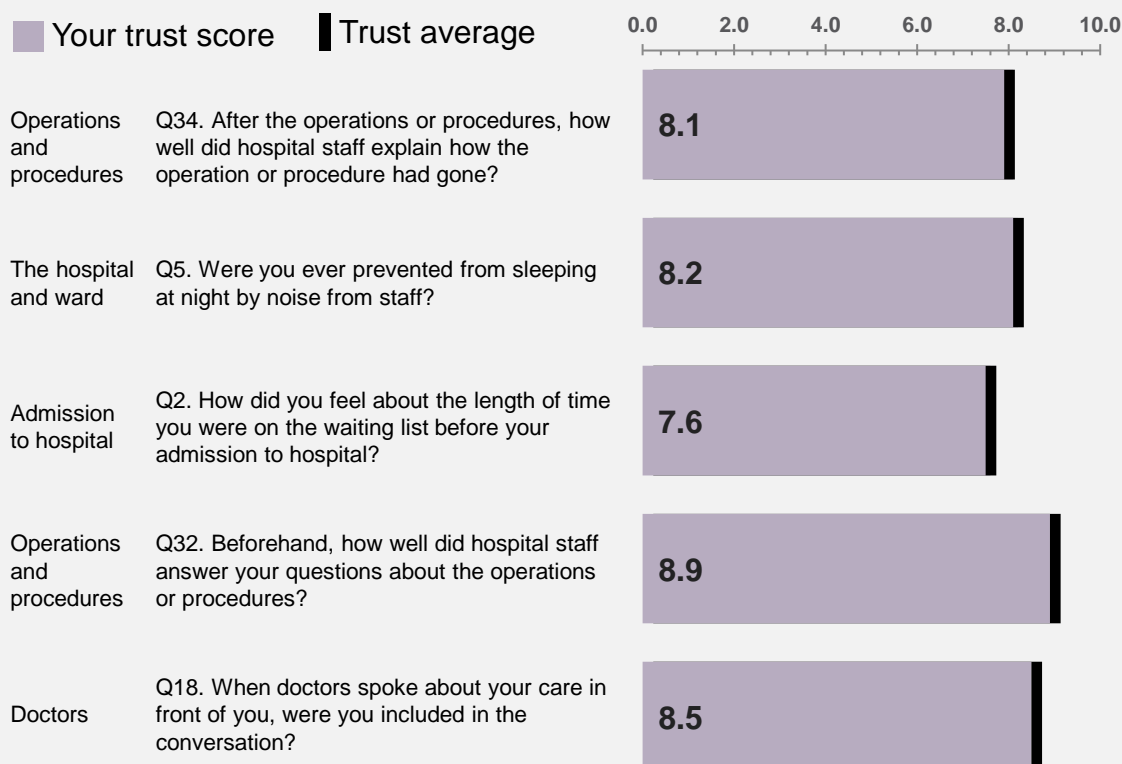 Your trust score
Trust average
0.0 2.0 4.0 6.0 8.0 10.0
Operations
and
procedures
Q34. After the operations or procedures, how
well did hospital staff explain how the
operation or procedure had gone?
8.1
The hospital
and ward
Q5. Were you ever prevented from sleeping
at night by noise from staff?
8.2
Admission
to hospital
Q2. How did you feel about the length of time
you were on the waiting list before your
admission to hospital?
7.6
Operations
and
procedures
Q32. Beforehand, how well did hospital staff
answer your questions about the operations
or procedures?
8.9
Doctors
Q18. When doctors spoke about your care in
front of you, were you included in the
conversation?
8.5